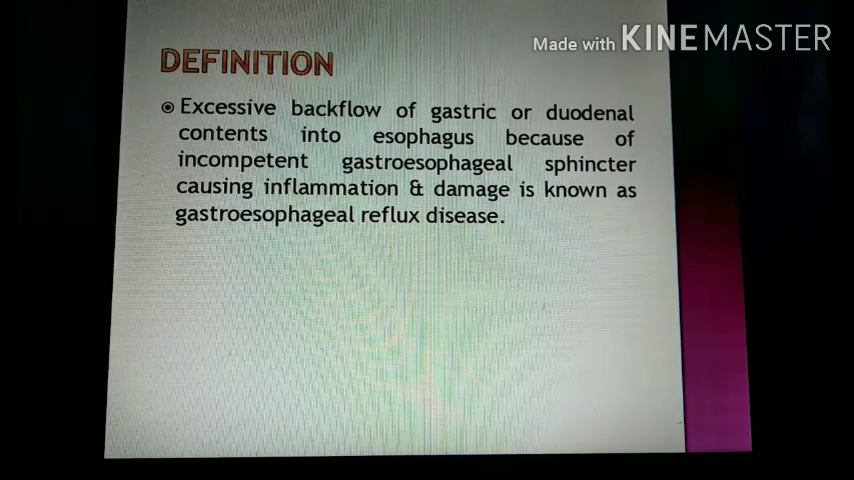 Made with KINEMASTER
DEFINITION
Excessive backflow of gastric or duodenal
contents into esophagus because of
incompetent gastroesophageal sphincter
causing inflammation & damage is known as
gastroesophageal reflux disease.